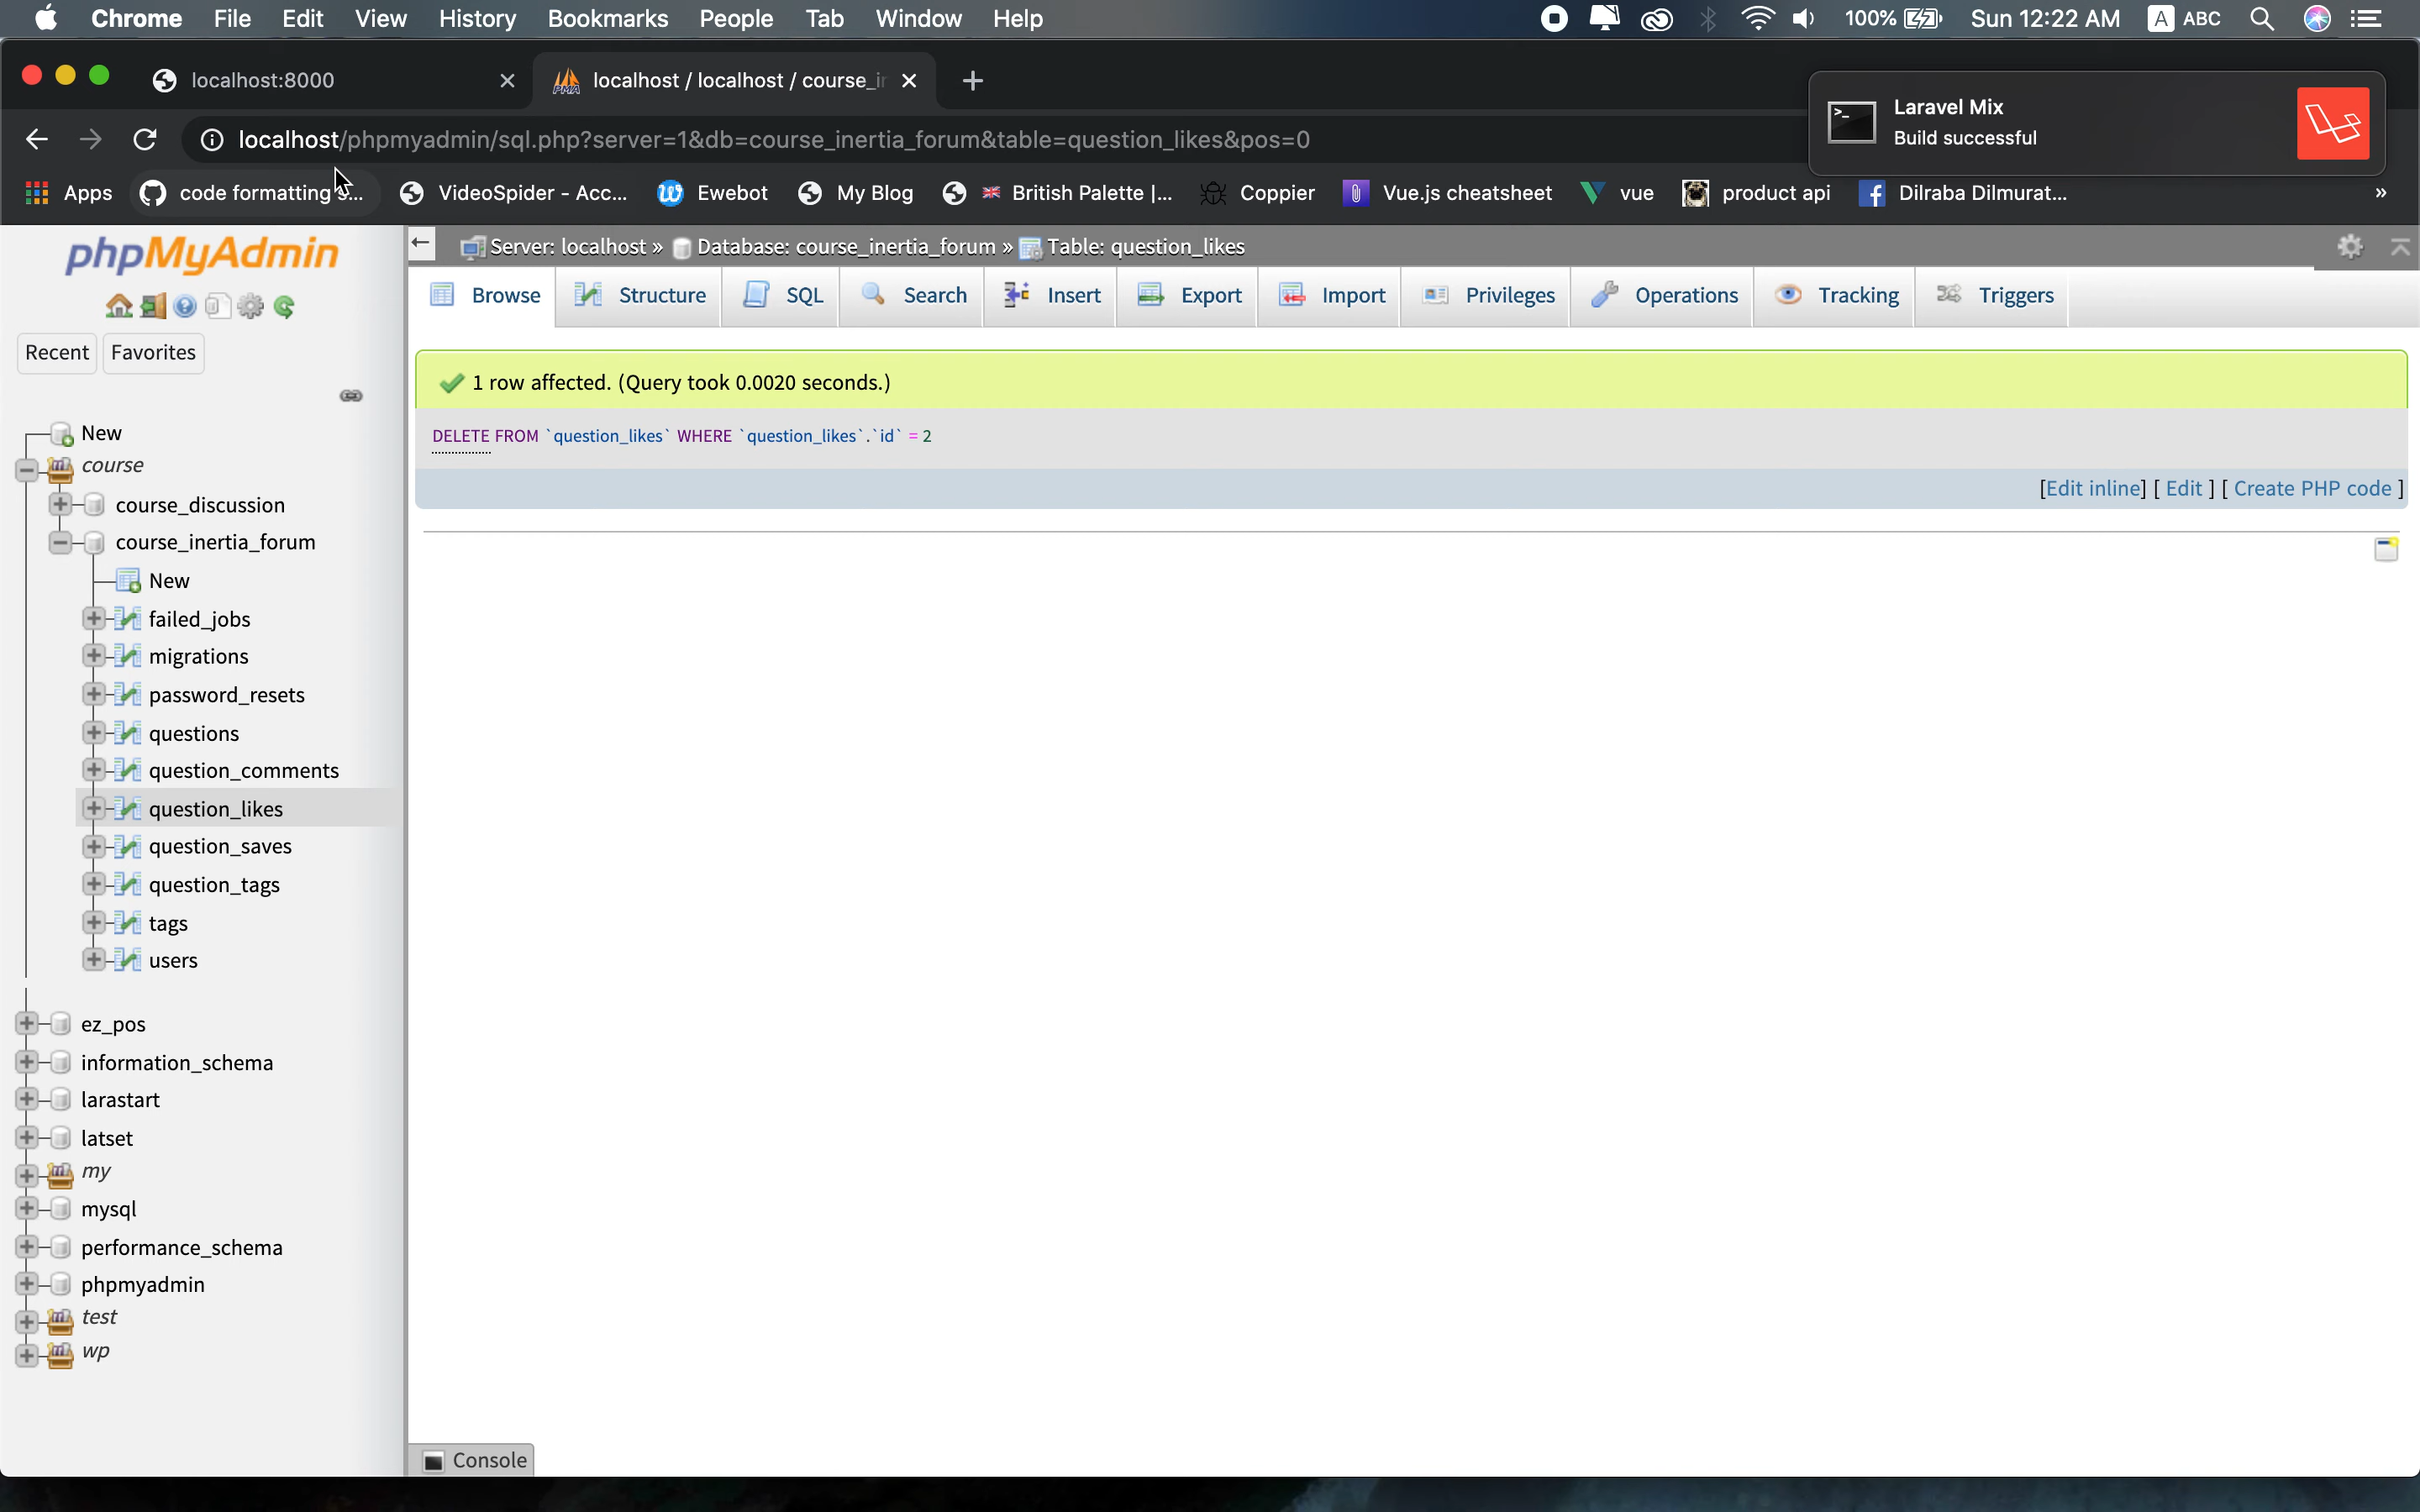 Chrome File Edit View History Bookmarks People Tab Window Help 100% Sun 12:22 AM A ABC
localhost:8000 localhost / localhost / course_in
Laravel Mix
Build successful
localhost/phpmyadmin/sql.php?server=1&db=course_inertia_forum&table=question_likes&pos=0
Apps code formatting s... VideoSpider - Acc... Ewebot My Blog British Palette |... Coppier Vue.js cheatsheet vue product api Dilraba Dilmurat... »
phpMyAdmin
Server: localhost » Database: course_inertia_forum » Table: question_likes
Browse Structure SQL Search Insert Export Import Privileges Operations Tracking Triggers
Recent Favorites
1 row affected. (Query took 0.0020 seconds.)
DELETE FROM `question_likes` WHERE `question_likes`.`id` = 2
[Edit inline] [ Edit ] [ Create PHP code ]
New
course
course_discussion
course_inertia_forum
New
failed_jobs
migrations
password_resets
questions
question_comments
question_likes
question_saves
question_tags
tags
users
ez_pos
information_schema
larastart
latset
my
mysql
performance_schema
phpmyadmin
test
wp
Console